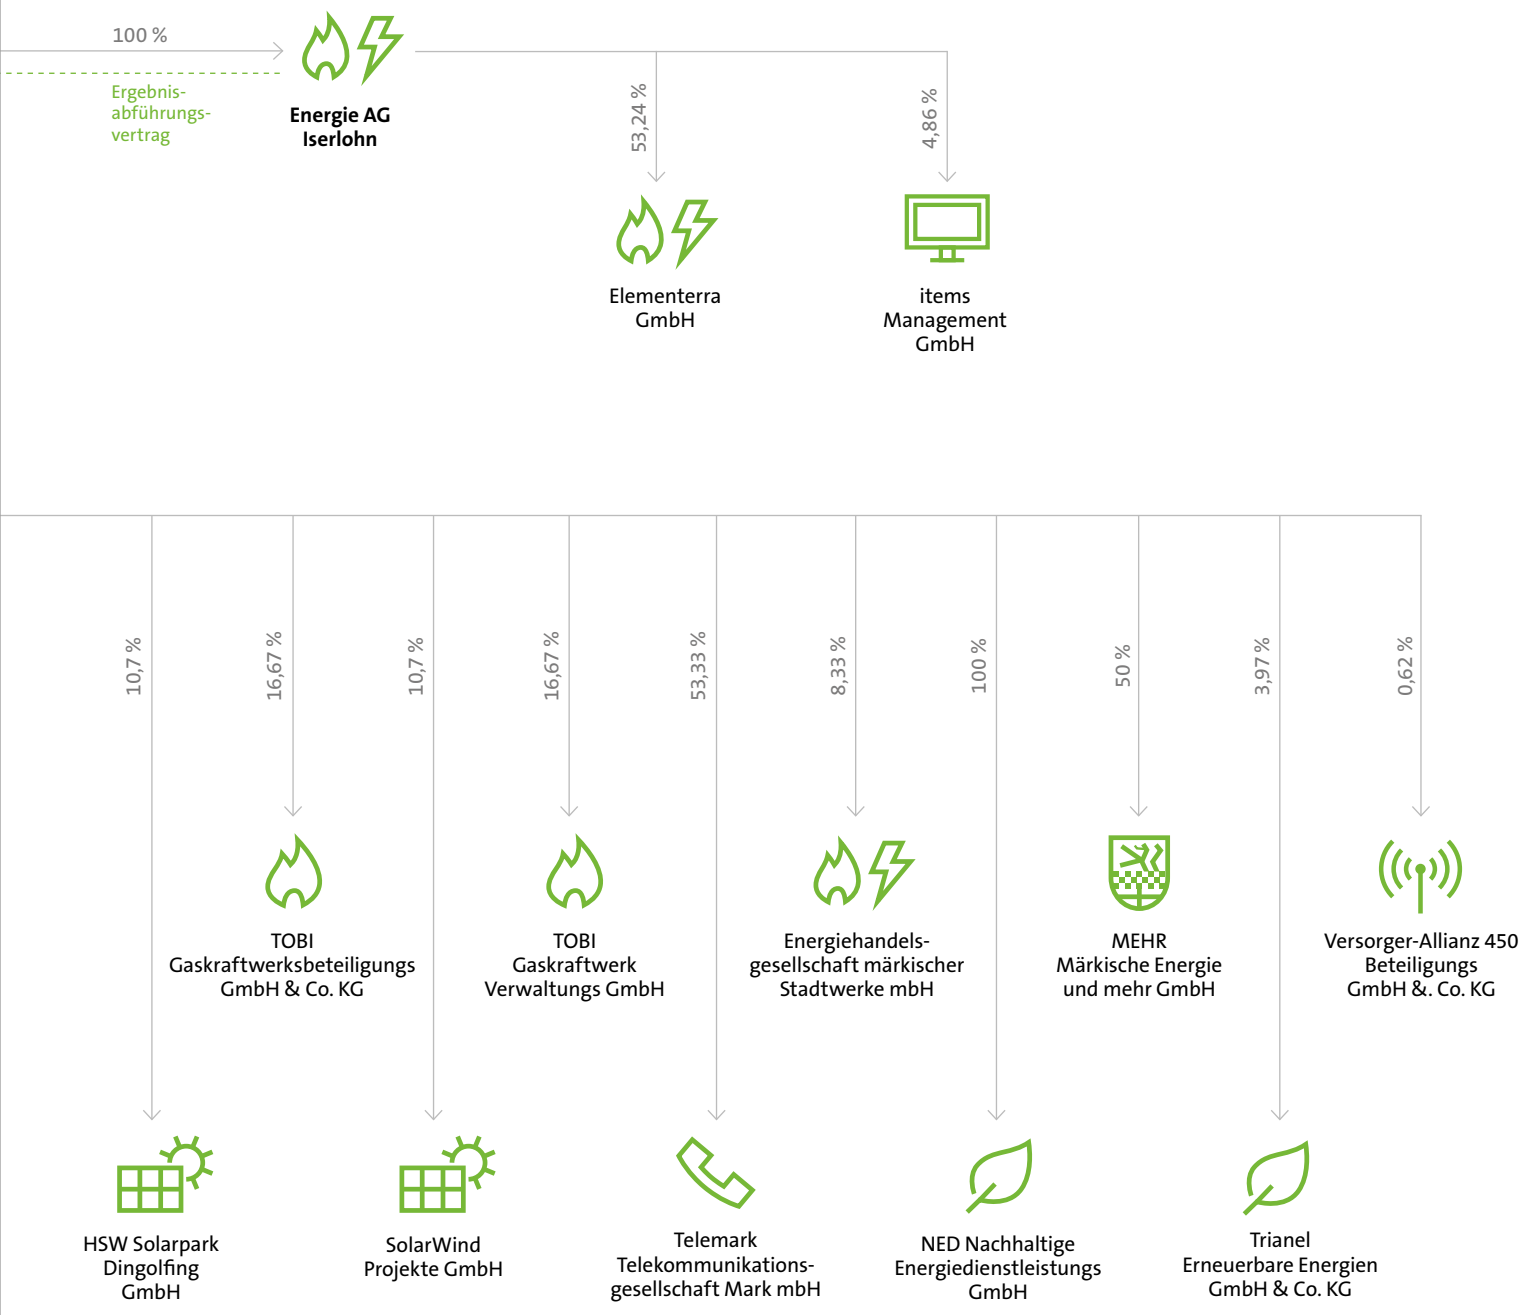 100 %
Ergebnis-
abführungs-
vertrag
Energie AG
Iserlohn
53,24 %
4,86 %
Elementerra
GmbH
items
Management
GmbH
10,7 %
16,67 %
10,7 %
16,67 %
53,33 %
8,33 %
100 %
50 %
3,97 %
0,62 %
TOBI
Gaskraftwerksbeteiligungs
GmbH & Co. KG
TOBI
Gaskraftwerk
Verwaltungs GmbH
Energiehandels-
gesellschaft märkischer
Stadtwerke mbH
MEHR
Märkische Energie
und mehr GmbH
Versorger-Allianz 450
Beteiligungs
GmbH &. Co. KG
HSW Solarpark
Dingolfing
GmbH
SolarWind
Projekte GmbH
Telemark
Telekommunikations-
gesellschaft Mark mbH
NED Nachhaltige
Energiedienstleistungs
GmbH
Trianel
Erneuerbare Energien
GmbH & Co. KG